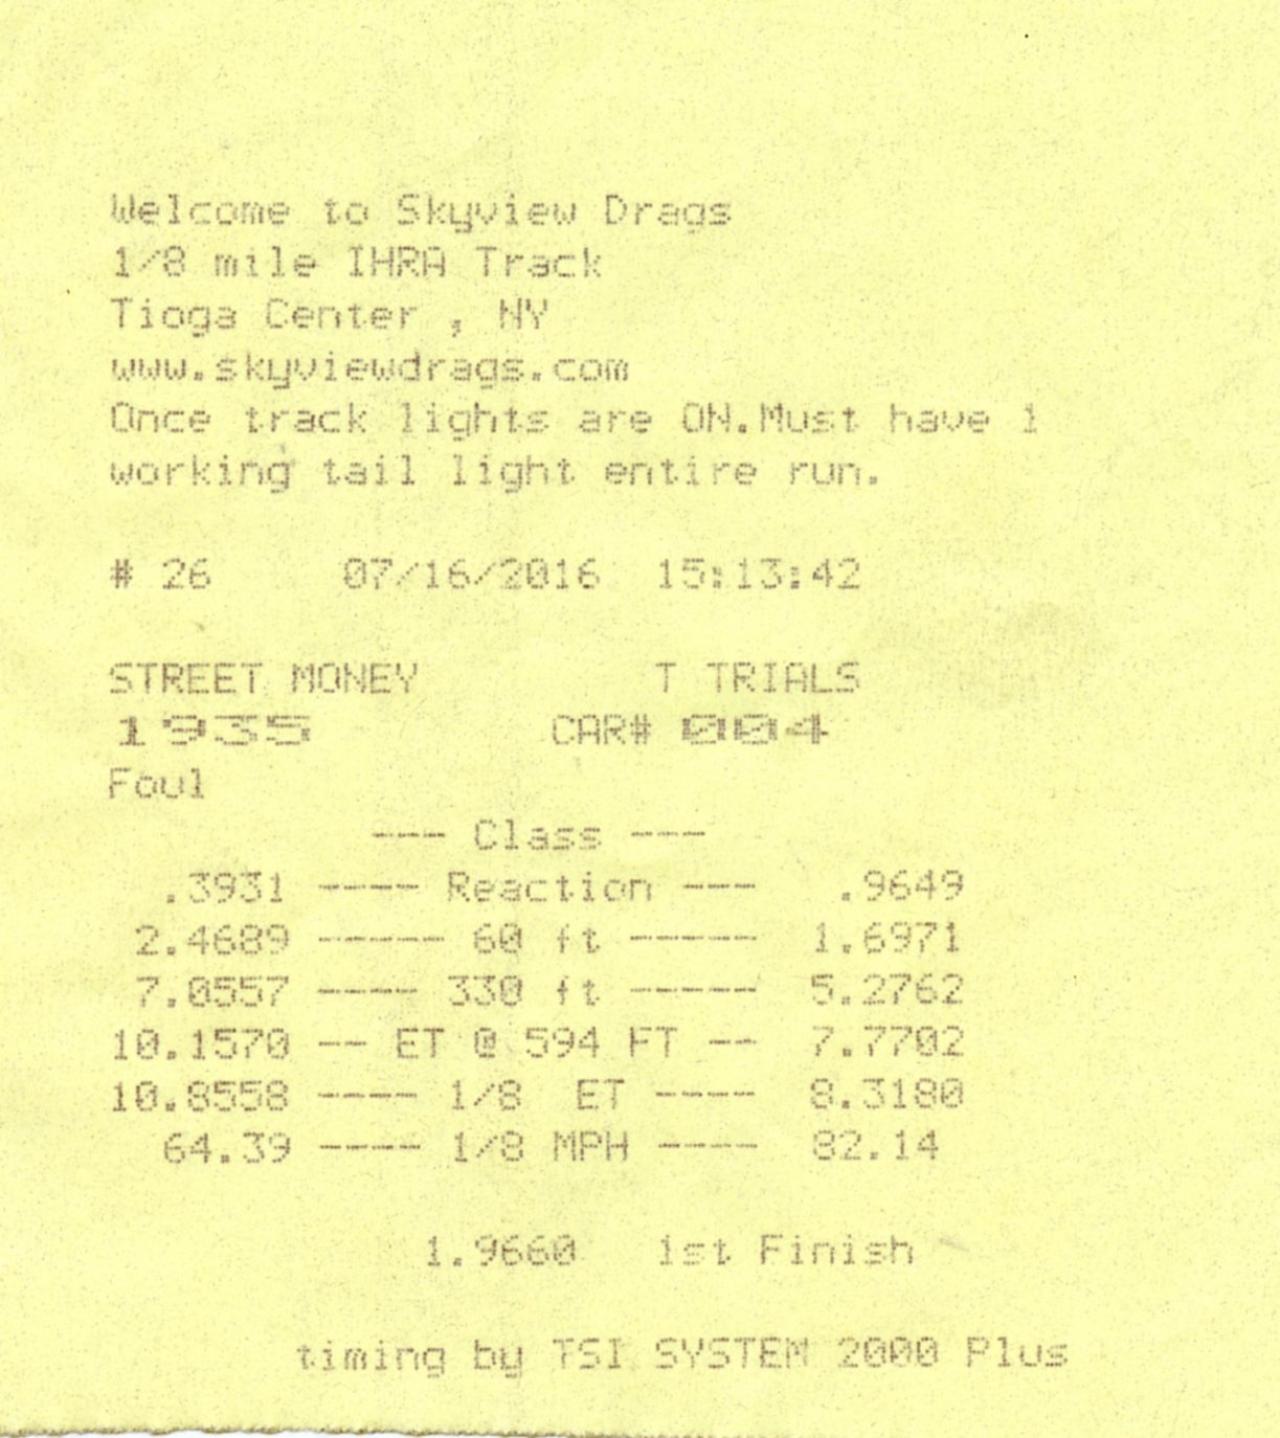 Welcome to Skyview Drags
1/8 mile IHRA Track
Tioga Center , NY
www.skyviewdrags.com
Once track lights are ON.Must have 1
working tail light entire run.
# 26 07/16/2016 15:13:42
STREET MONEY T TRIALS
1935 CAR# 004
Foul
--- Class ---
.3931 ---- Reaction --- .9649
2.4689 ----- 60 ft ----- 1.6971
7.0557 ---- 330 ft ----- 5.2762
10.1570 -- ET @ 594 FT -- 7.7702
10.8558 ---- 1/8 ET ---- 8.3180
64.39 ---- 1/8 MPH ---- 82.14
1.9660 1st Finish
timing by TSI SYSTEM 2000 Plus